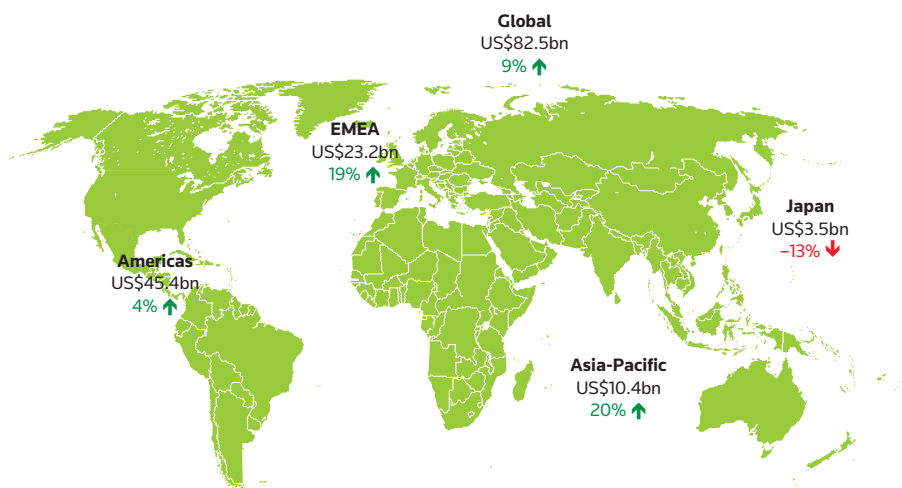 Global
US$82.5bn
9% ↑
EMEA
US$23.2bn
19% ↑
Japan
US$3.5bn
–13% ↓
Americas
US$45.4bn
4% ↑
Asia-Pacific
US$10.4bn
20% ↑